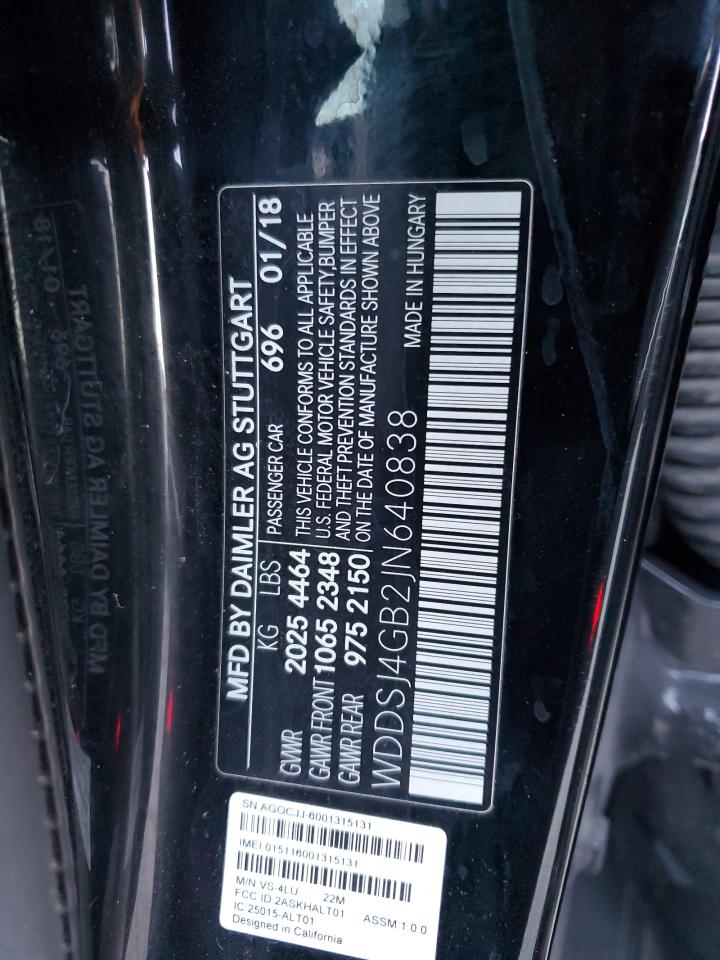 MFD BY DAIMLER AG STUTTGART
KG LBS PASSENGER CAR 696 01/18
GVWR 2025 4464
GAWR FRONT 1065 2348
GAWR REAR 975 2150
THIS VEHICLE CONFORMS TO ALL APPLICABLE
U.S. FEDERAL MOTOR VEHICLE SAFETY,BUMPER
AND THEFT PREVENTION STANDARDS IN EFFECT
ON THE DATE OF MANUFACTURE SHOWN ABOVE
WDDSJ4GB2JN640838 MADE IN HUNGARY
SN AGQCJJ-6001315131
IMEI 015116001315131
M/N VS-4LU 22M
FCC ID 2ASKHALT01
IC 25015-ALT01 ASSM 1.0.0
Designed in California